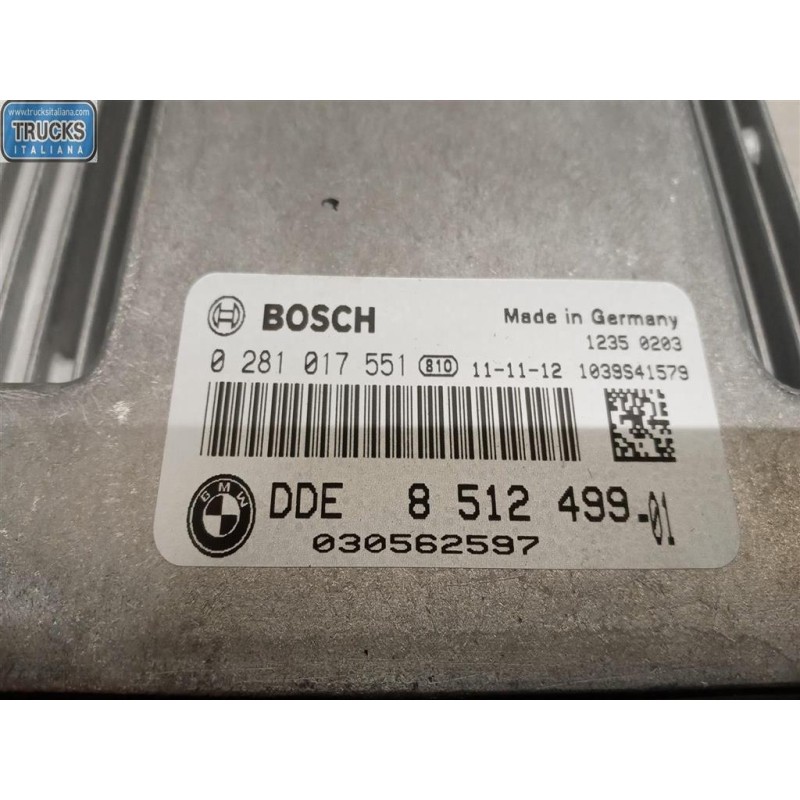 www.trucksitaliana.com
TRUCKS
ITALIANA
BOSCH Made in Germany
1235 0203
0 281 017 551 810 11-11-12 1039S41579
BMW DDE 8 512 499-01
030562597